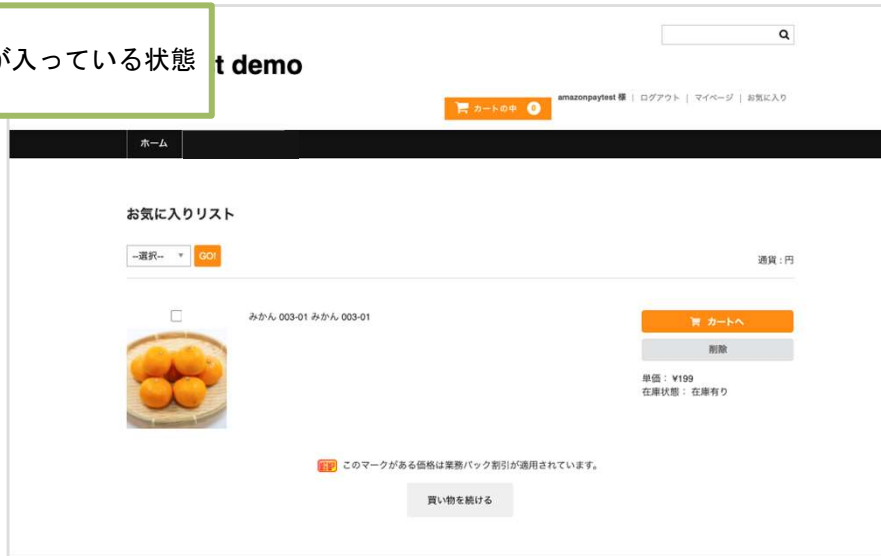 が入っている状態
t demo
カートの中 0
amazonpaytest 様 | ログアウト | マイページ | お気に入り
ホーム
お気に入りリスト
--選択-- GO!
通貨 : 円
みかん 003-01 みかん 003-01
カートへ
削除
単価 : ¥199
在庫状態 : 在庫有り
このマークがある価格は業務パック割引が適用されています。
買い物を続ける